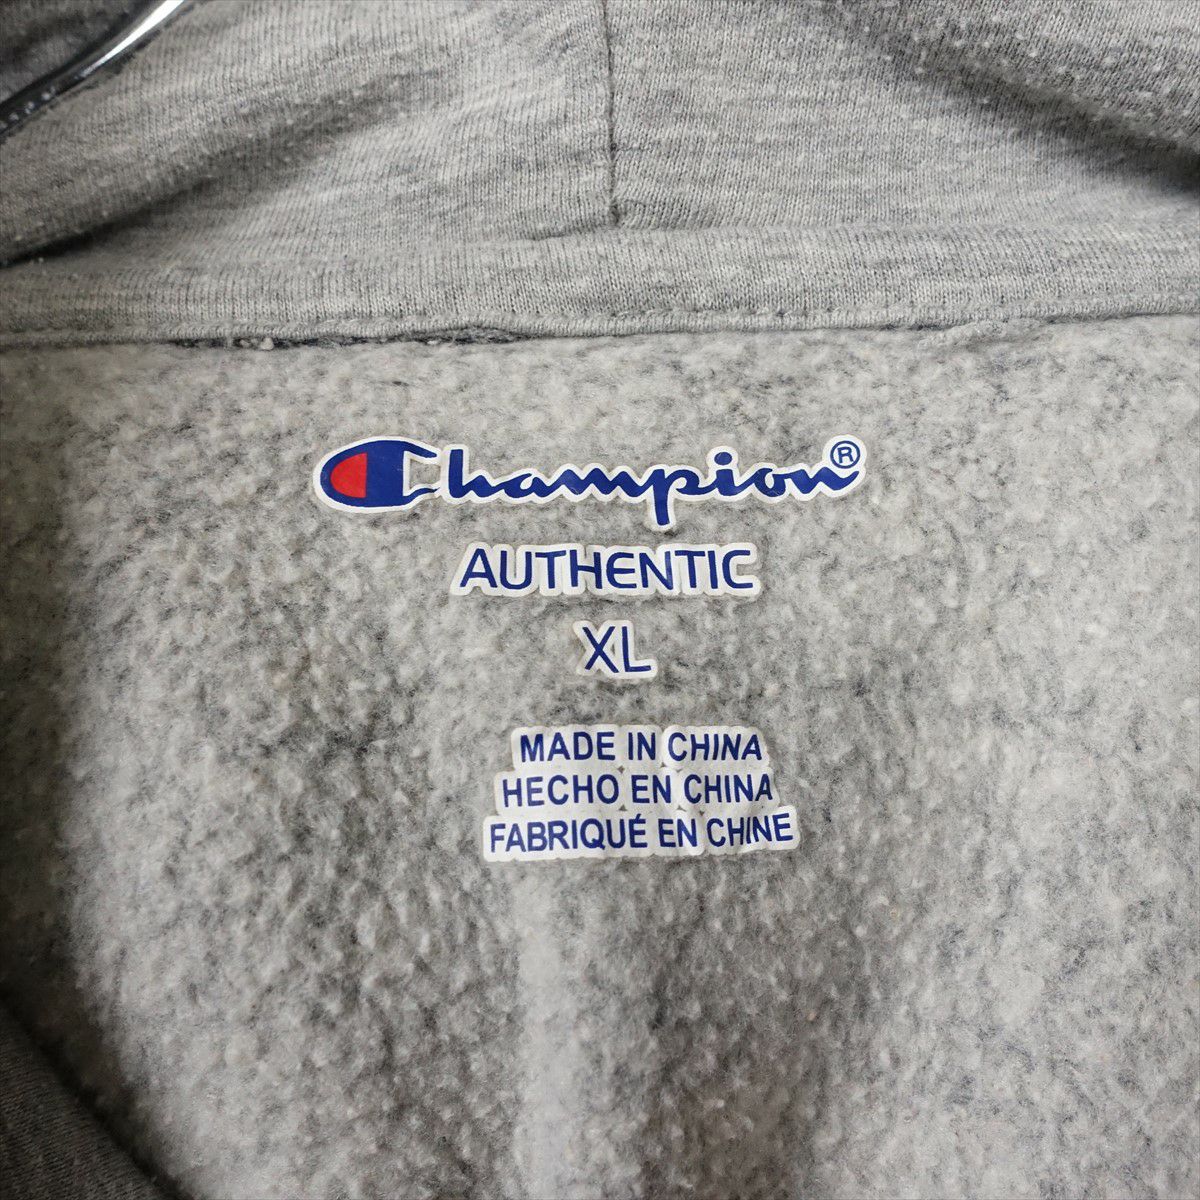 Champion®
AUTHENTIC
XL
MADE IN CHINA
HECHO EN CHINA
FABRIQUÉ EN CHINE